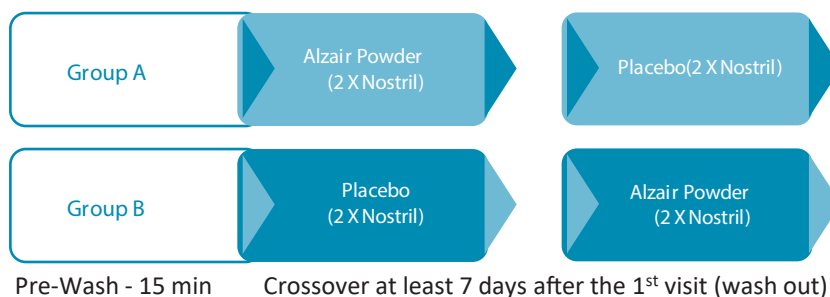 Group A
Alzair Powder
(2 X Nostril)
Placebo(2 X Nostril)
Group B
Placebo
(2 X Nostril)
Alzair Powder
(2 X Nostril)
Pre-Wash - 15 min
Crossover at least 7 days after the 1st visit (wash out)